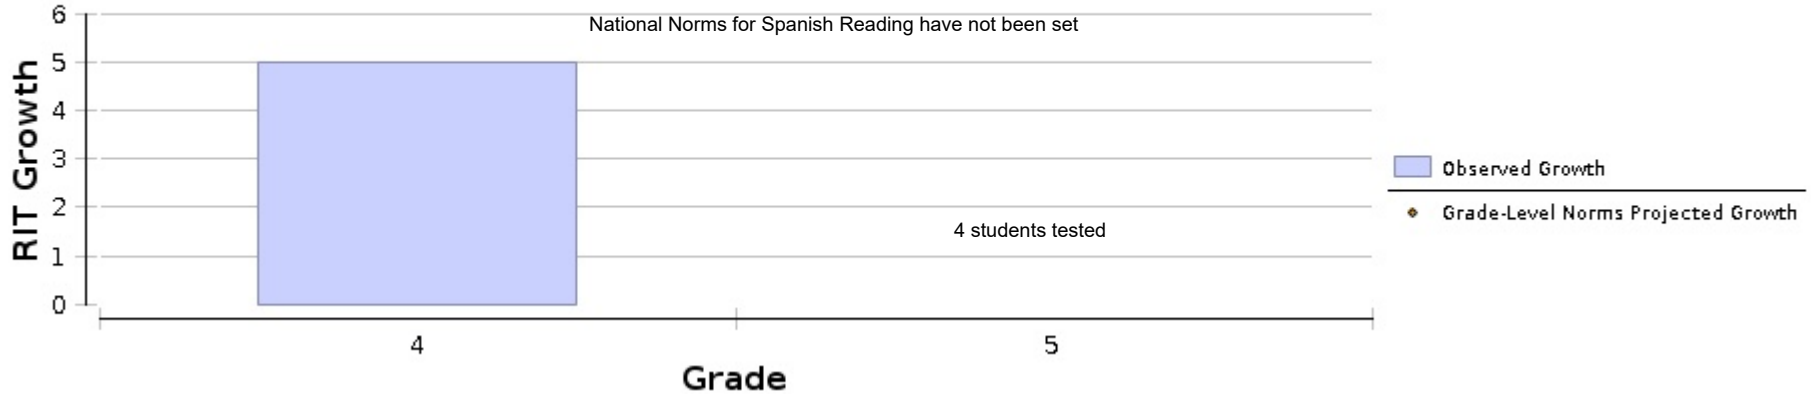 National Norms for Spanish Reading have not been set
6
5
4
3
2
1
0
RIT Growth
4 students tested
4
5
Grade
Observed Growth
Grade-Level Norms Projected Growth